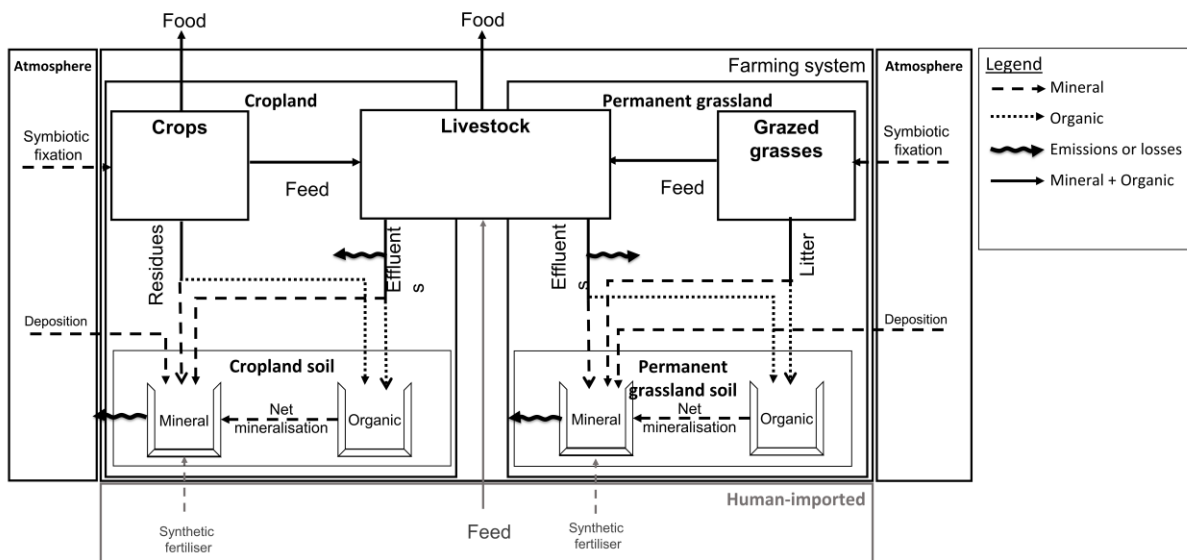 Food
Food
Atmosphere
Farming system
Atmosphere
Legend
Mineral
Organic
Emissions or losses
Mineral + Organic
Cropland
Permanent grassland
Crops
Livestock
Grazed
grasses
Symbiotic
fixation
Symbiotic
fixation
Feed
Feed
Residues
Effluent
s
Effluent
s
Litter
Deposition
Deposition
Cropland soil
Permanent
grassland soil
Mineral
Net
mineralisation
Organic
Mineral
Net
mineralisation
Organic
Human-imported
Synthetic
fertiliser
Feed
Synthetic
fertiliser